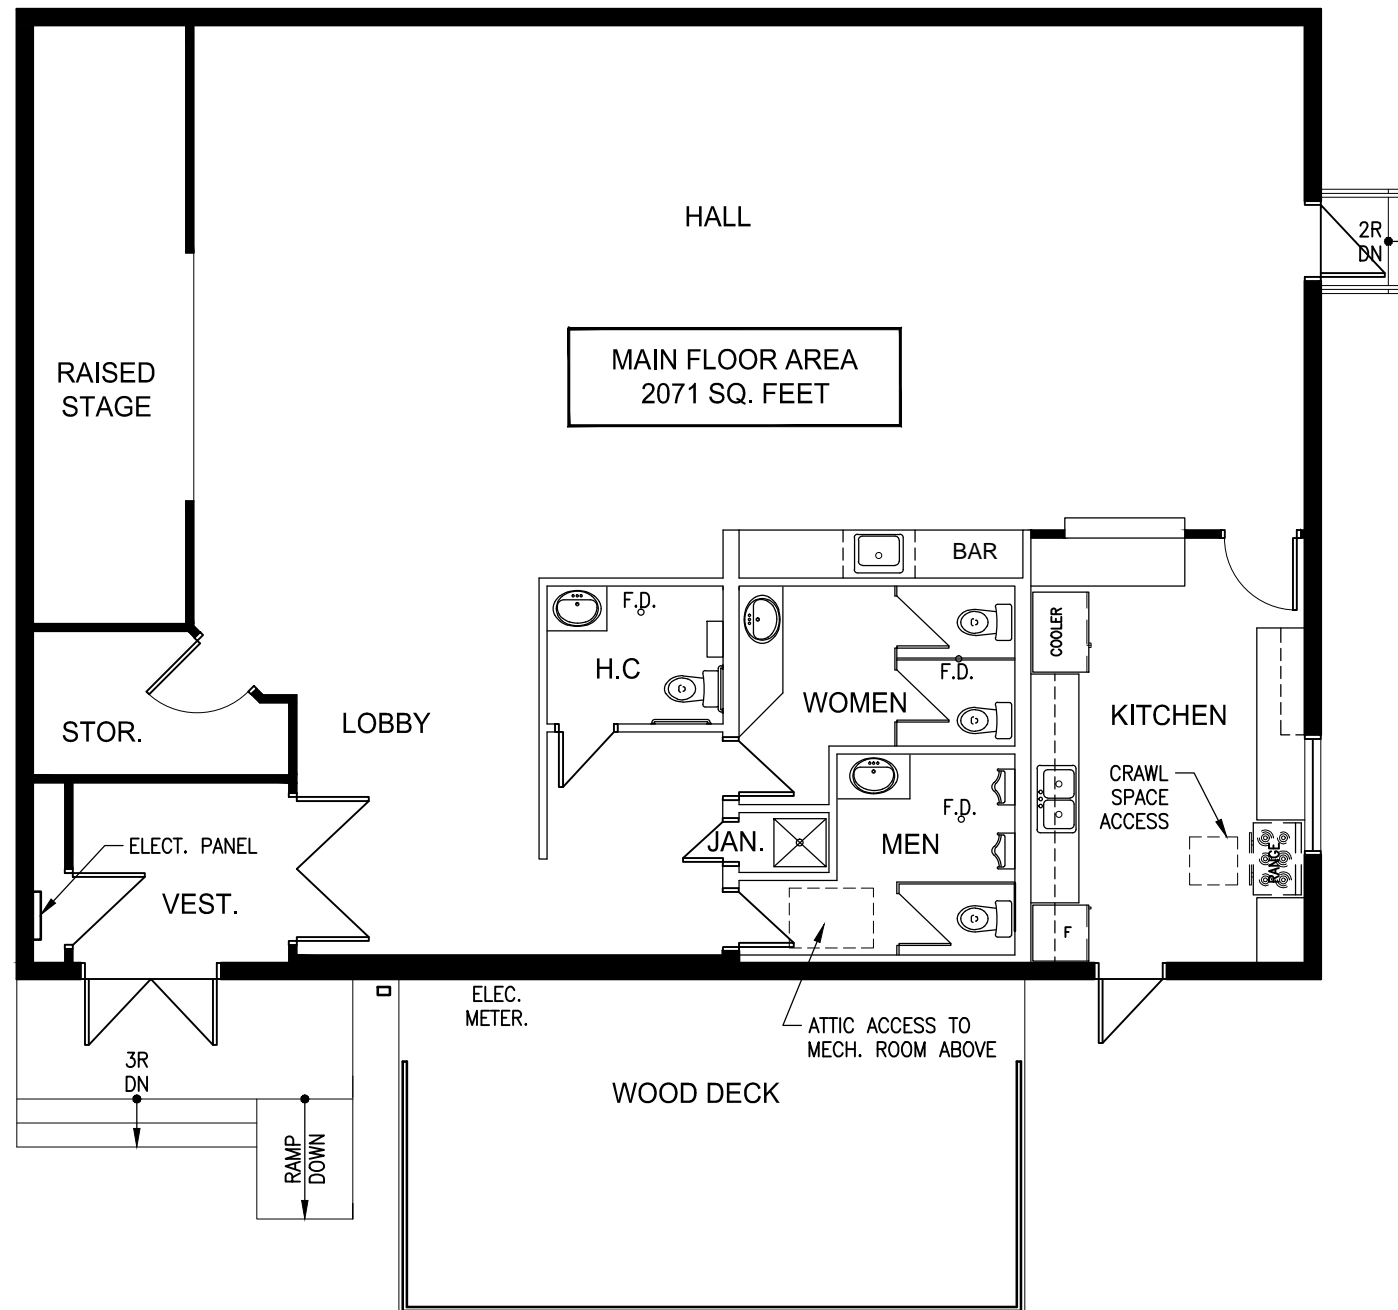 HALL
2R
DN
MAIN FLOOR AREA
2071 SQ. FEET
RAISED
STAGE
BAR
F.D.
COOLER
H.C
F.D.
WOMEN
KITCHEN
LOBBY
STOR.
CRAWL
SPACE
ACCESS
F.D.
JAN.
MEN
RANGE
ELECT. PANEL
VEST.
F
ELEC.
METER.
ATTIC ACCESS TO
MECH. ROOM ABOVE
3R
DN
WOOD DECK
RAMP
DOWN